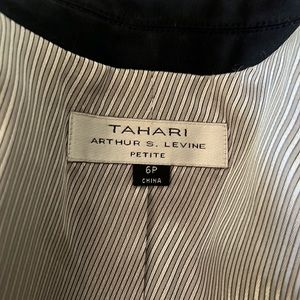 TAHARI
ARTHUR S. LEVINE
PETITE
6P
CHINA